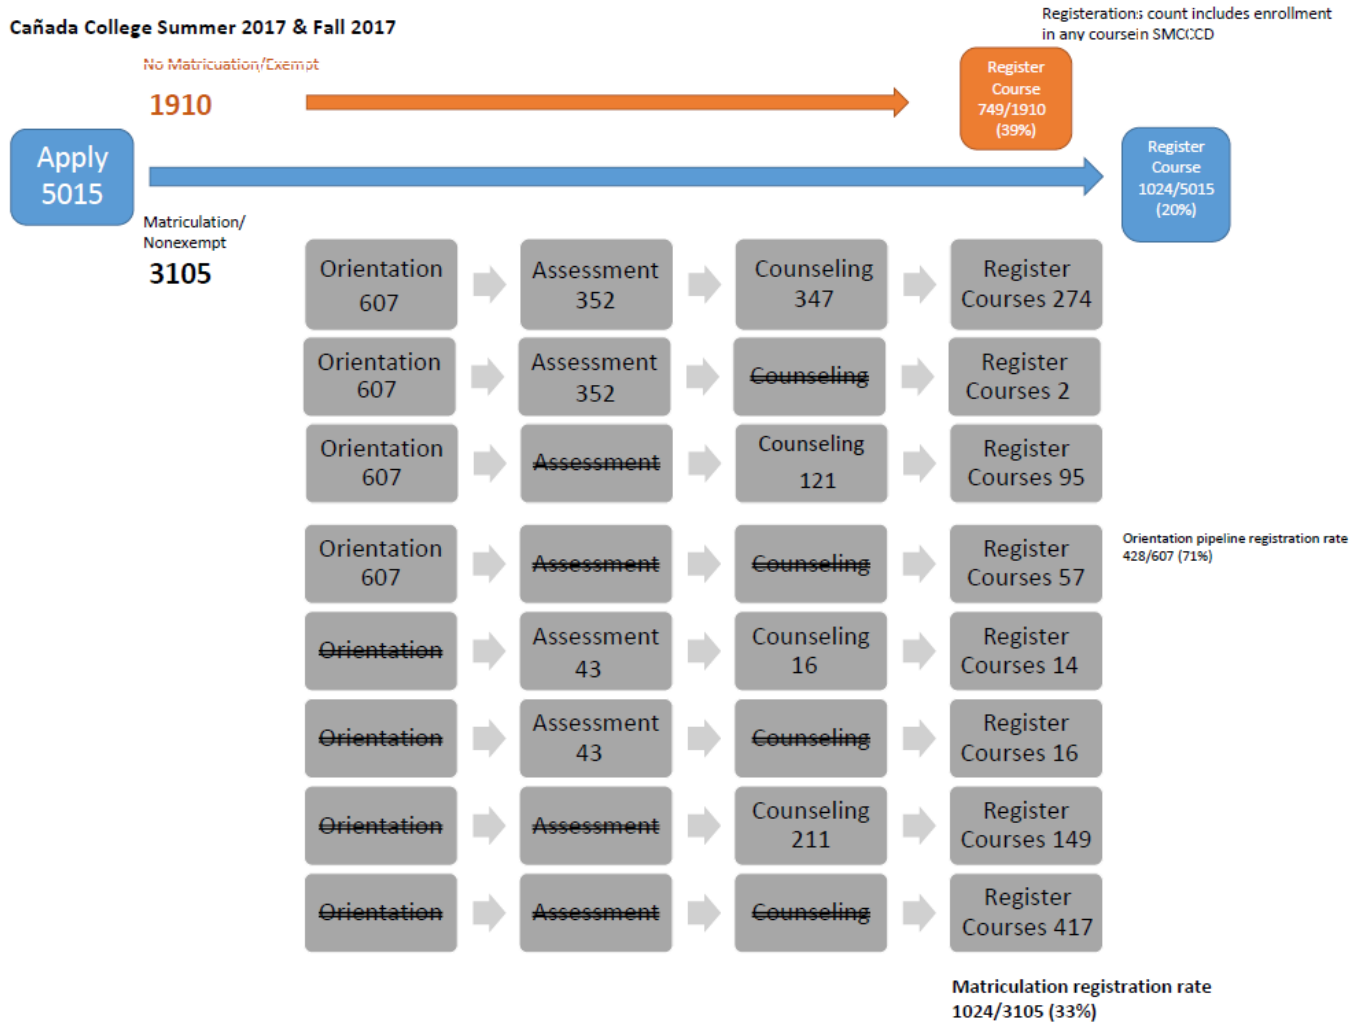 Cañada College Summer 2017 & Fall 2017
Registerations count includes enrollment
in any coursein SMCCCD
No Matricuation/Exempt
1910
Register
Course
749/1910
(39%)
Apply
5015
Register
Course
1024/5015
(20%)
Matriculation/
Nonexempt
3105
Orientation
607
Assessment
352
Counseling
347
Register
Courses 274
Orientation
607
Assessment
352
Counseling
Register
Courses 2
Orientation
607
Assessment
Counseling
121
Register
Courses 95
Orientation
607
Assessment
Counseling
Register
Courses 57
Orientation pipeline registration rate
428/607 (71%)
Orientation
Assessment
43
Counseling
16
Register
Courses 14
Orientation
Assessment
43
Counseling
Register
Courses 16
Orientation
Assessment
Counseling
211
Register
Courses 149
Orientation
Assessment
Counseling
Register
Courses 417
Matriculation registration rate
1024/3105 (33%)